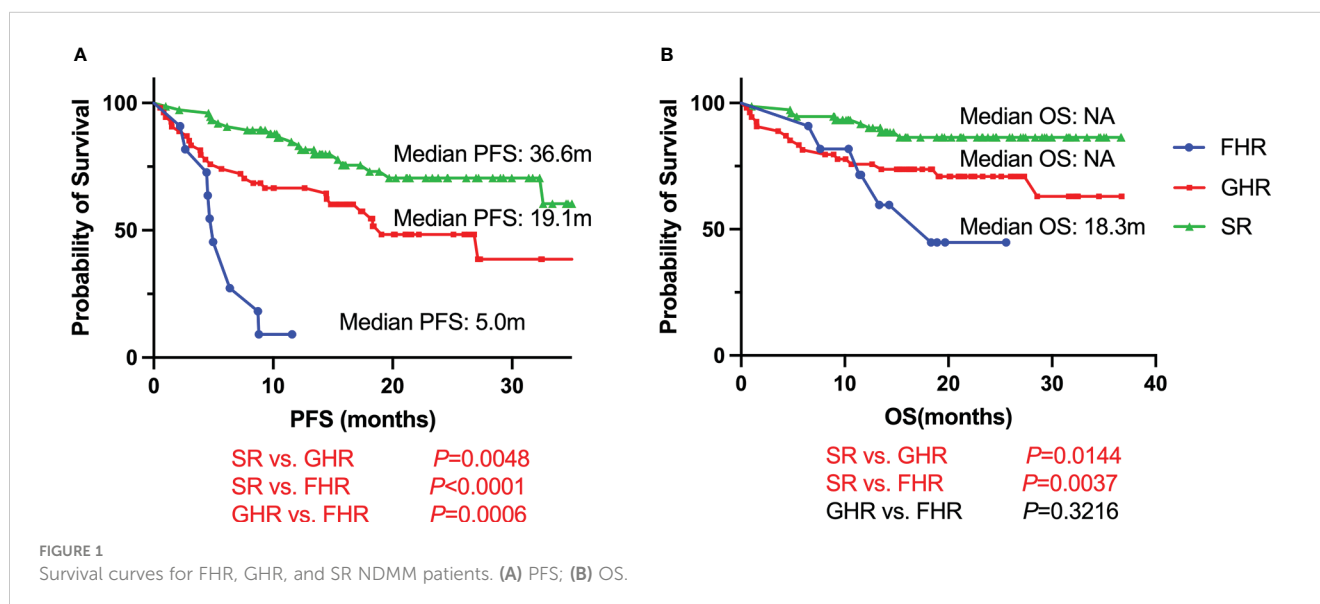 A
100
50
0
Probability of Survival
Median PFS: 36.6m
Median PFS: 19.1m
Median PFS: 5.0m
0 10 20 30
PFS (months)
SR vs. GHR P=0.0048
SR vs. FHR P<0.0001
GHR vs. FHR P=0.0006
B
100
50
0
Probability of Survival
Median OS: NA
Median OS: NA
Median OS: 18.3m
0 10 20 30 40
OS(months)
SR vs. GHR P=0.0144
SR vs. FHR P=0.0037
GHR vs. FHR P=0.3216
FHR
GHR
SR
FIGURE 1
Survival curves for FHR, GHR, and SR NDMM patients. (A) PFS; (B) OS.